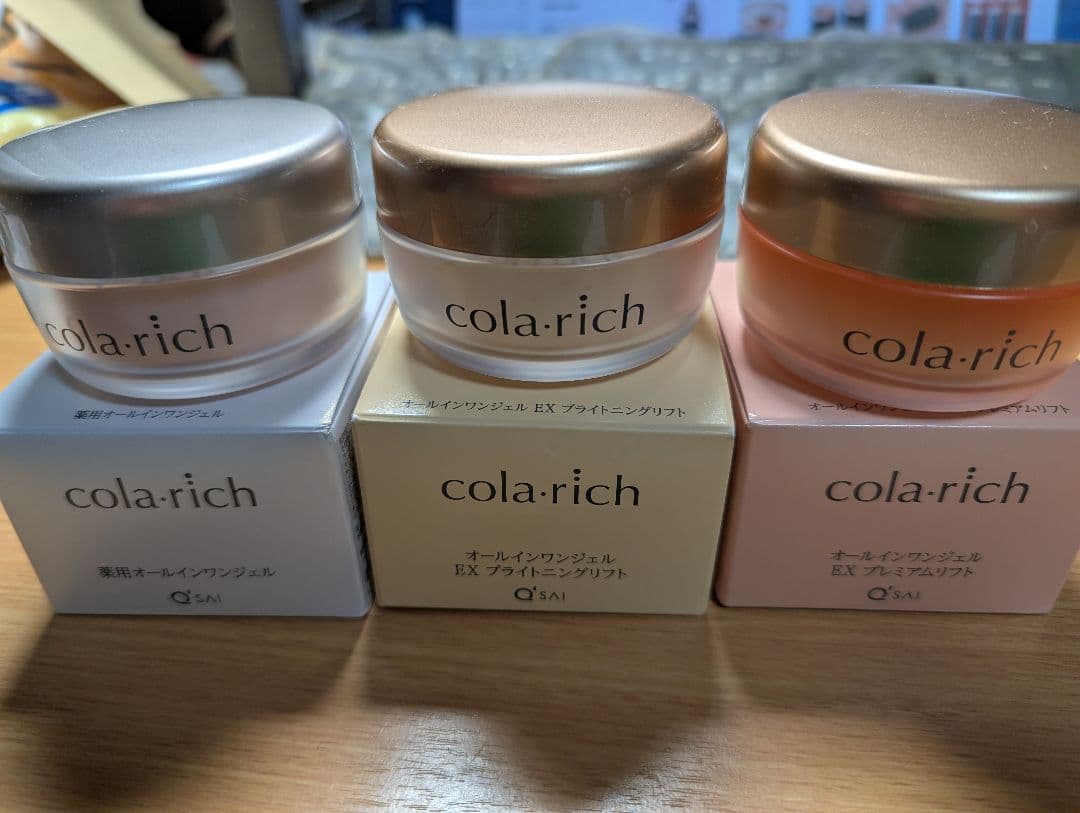 cola·rich
cola·rich
cola·rich
薬用オールインワンジェル
オールインワンジェル EX ブライトニングリフト
cola·rich
薬用オールインワンジェル
Q'SAI
cola·rich
オールインワンジェル
EX ブライトニングリフト
Q'SAI
cola·rich
オールインワンジェル
EX プレミアムリフト
Q'SAI